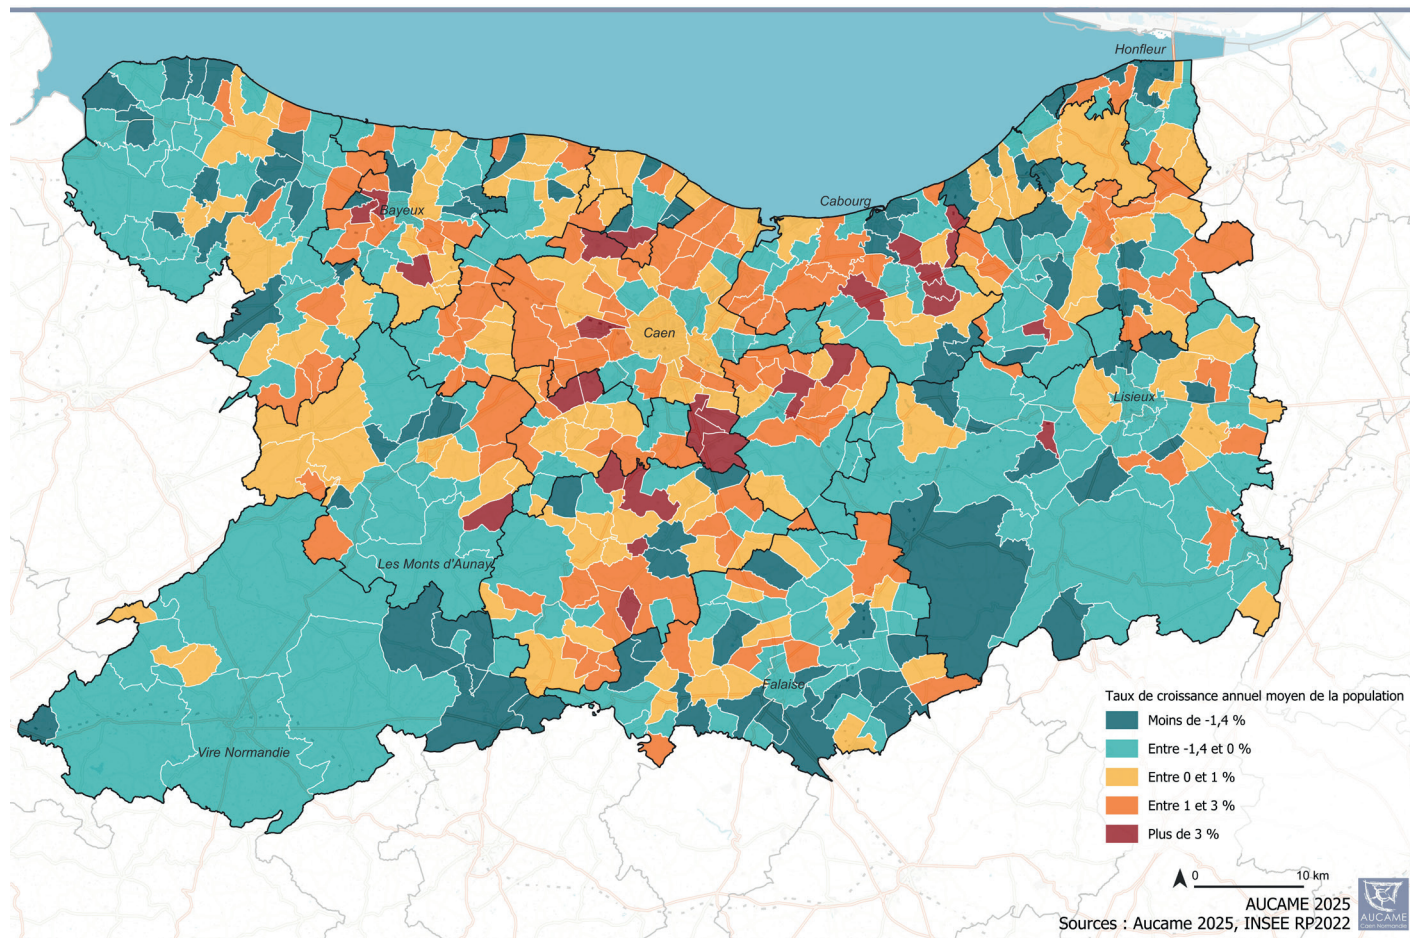 Honfleur
Cabourg
Bayeux
Caen
Lisieux
Les Monts d'Aunay
Falaise
Vire Normandie
Taux de croissance annuel moyen de la population
Moins de -1,4 %
Entre -1,4 et 0 %
Entre 0 et 1 %
Entre 1 et 3 %
Plus de 3 %
0 10 km
AUCAME 2025
Sources : Aucame 2025, INSEE RP2022
AUCAME
Caen Normandie